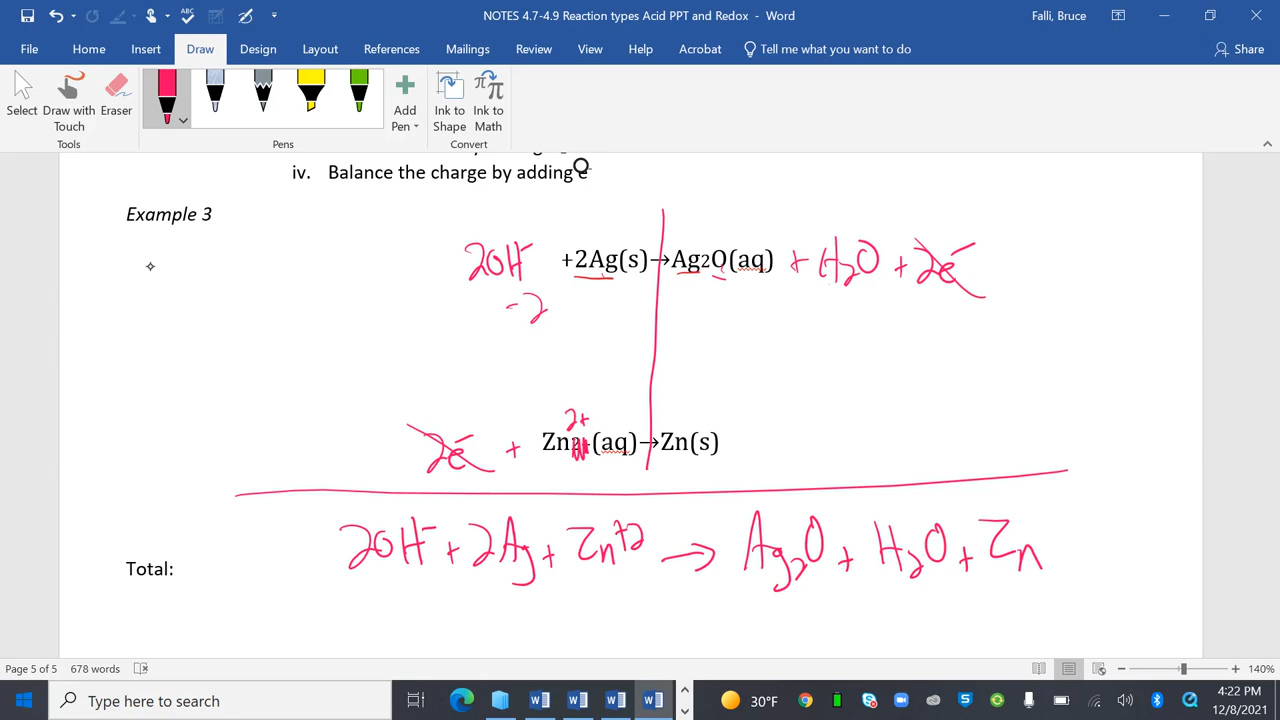 NOTES 4.7-4.9 Reaction types Acid PPT and Redox - Word
Falli, Bruce
File Home Insert Draw Design Layout References Mailings Review View Help Acrobat Tell me what you want to do Share
Select Draw with Touch Eraser Add Pen Ink to Shape Ink to Math
Tools Pens Convert
iv. Balance the charge by adding e
Example 3
2OH⁻ +2Ag(s)→Ag2O(aq) + H₂O + 2e⁻
-2
2+
2e⁻ + Zn (aq)→Zn(s)
2OH⁻ + 2Ag + Zn⁺² → Ag₂O + H₂O + Zn
Total:
Page 5 of 5 678 words 140%
Type here to search 30°F 4:22 PM
12/8/2021